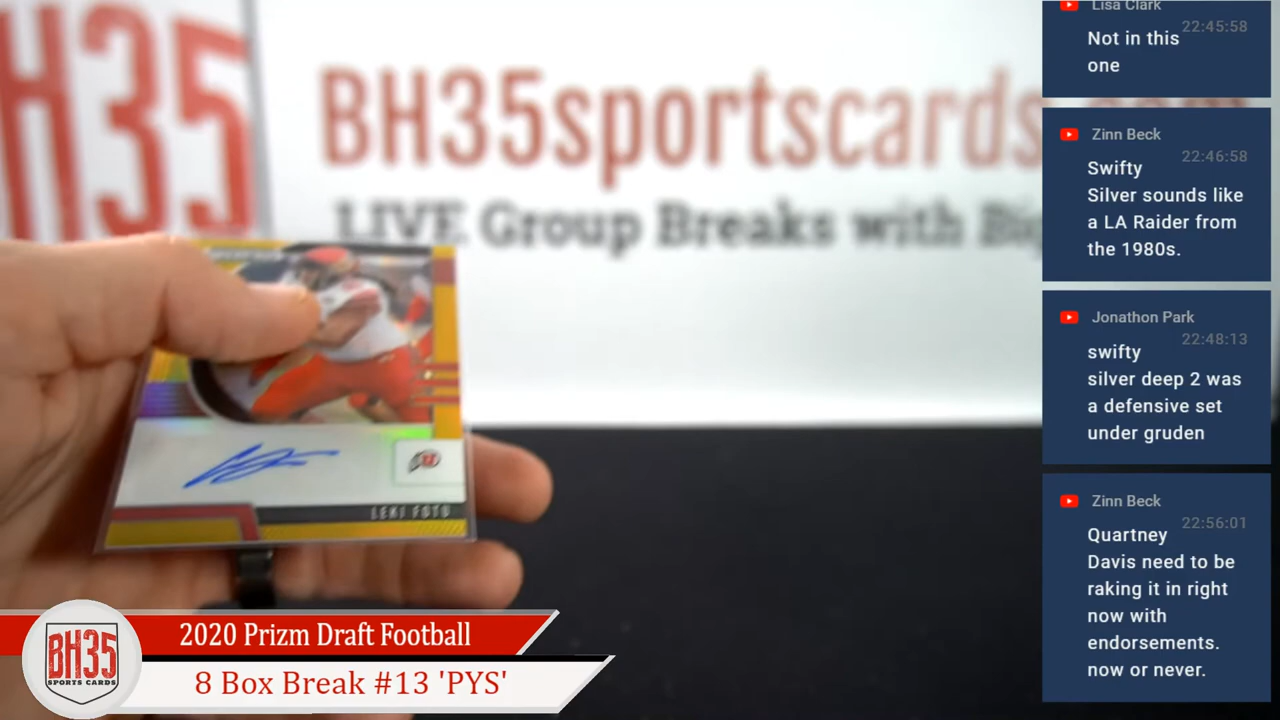 H35
BH35sportscards.com
LIVE Group Breaks with Big
LEKI FOTU
Lisa Clark
22:45:58
Not in this
one
Zinn Beck
22:46:58
Swifty
Silver sounds like
a LA Raider from
the 1980s.
Jonathon Park
22:48:13
swifty
silver deep 2 was
a defensive set
under gruden
Zinn Beck
22:56:01
Quartney
Davis need to be
raking it in right
now with
endorsements.
now or never.
BH35
SPORTS CARDS
2020 Prizm Draft Football
8 Box Break #13 'PYS'